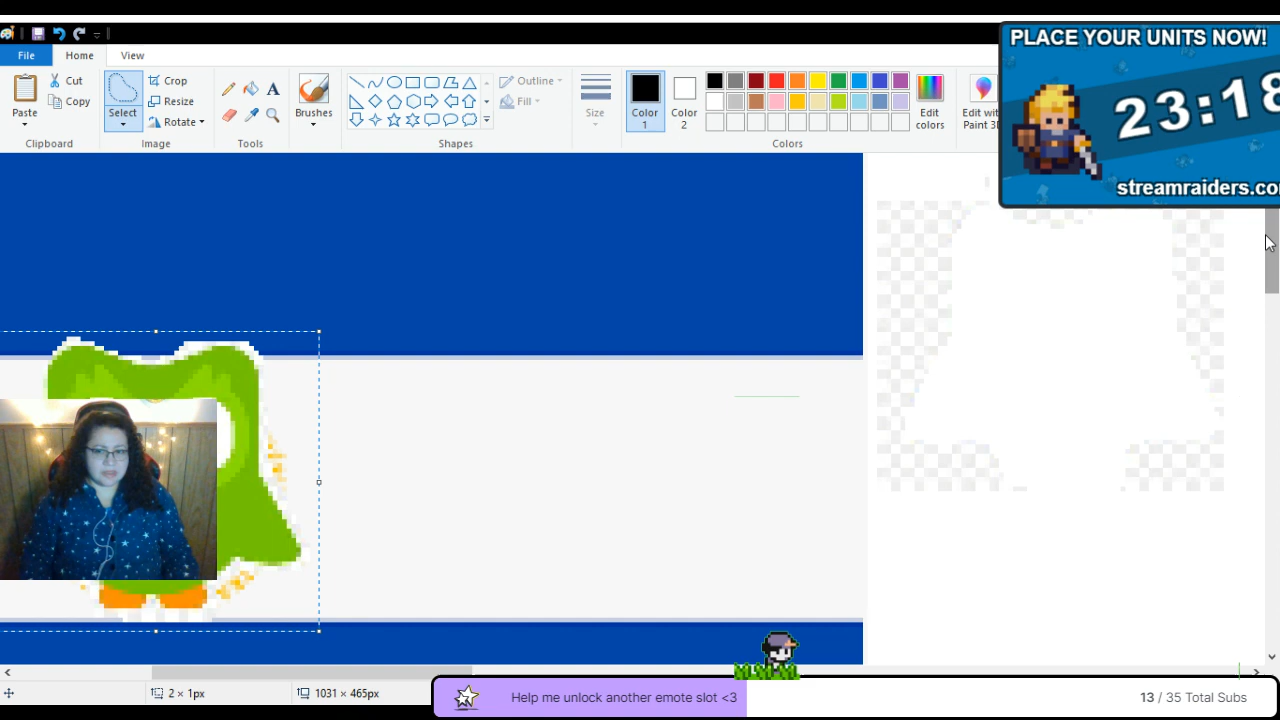 PLACE YOUR UNITS NOW!
File
Home
View
Paste
Cut
Copy
Select
Crop
Resize
Rotate
A
Brushes
Outline
Fill
Size
Color 1
Color 2
Edit colors
Edit with Paint 3D
23:18
streamraiders.co
Clipboard
Image
Tools
Shapes
Colors
2 × 1px
1031 × 465px
Help me unlock another emote slot <3
13 / 35 Total Subs